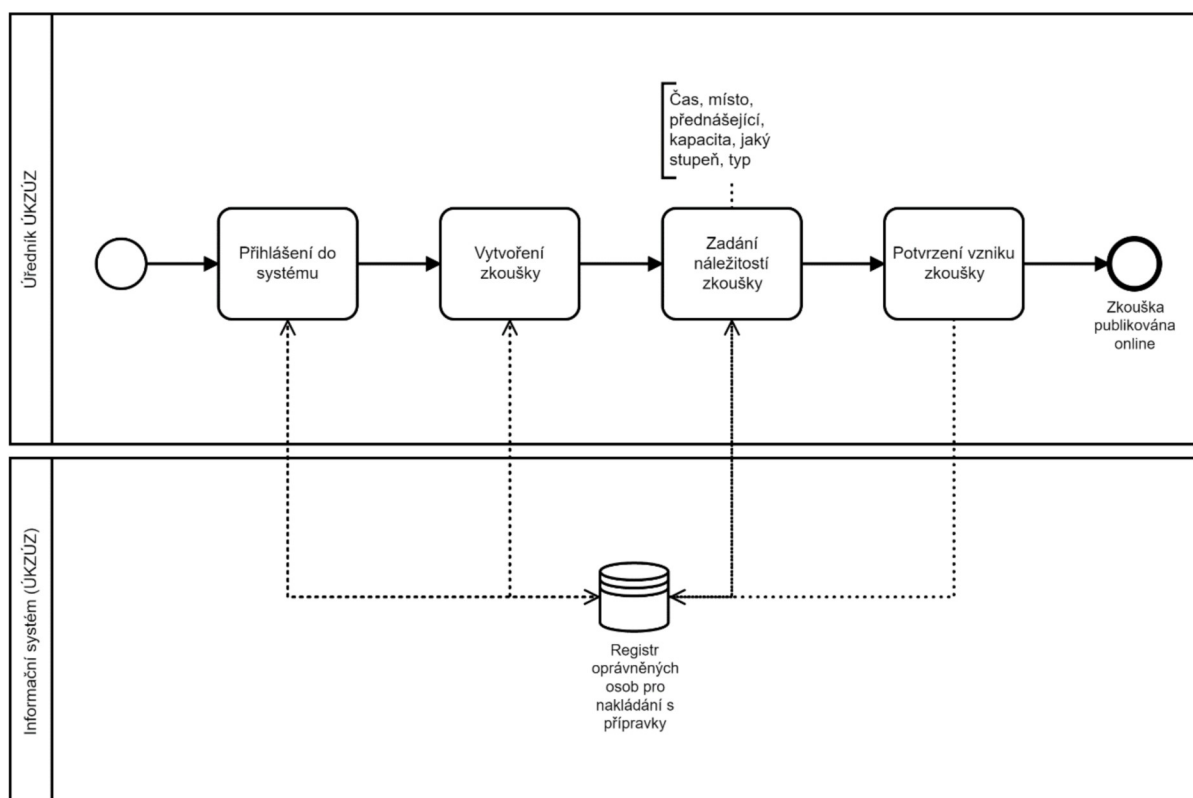 Úředník ÚKZÚZ
Čas, místo,
přednášející,
kapacita, jaký
stupeň, typ
Přihlášení do
systému
Vytvoření
zkoušky
Zadání
náležitostí
zkoušky
Potvrzení vzniku
zkoušky
Zkouška
publikována
online
Informační systém (ÚKZÚZ)
Registr
oprávněných
osob pro
nakládání s
přípravky